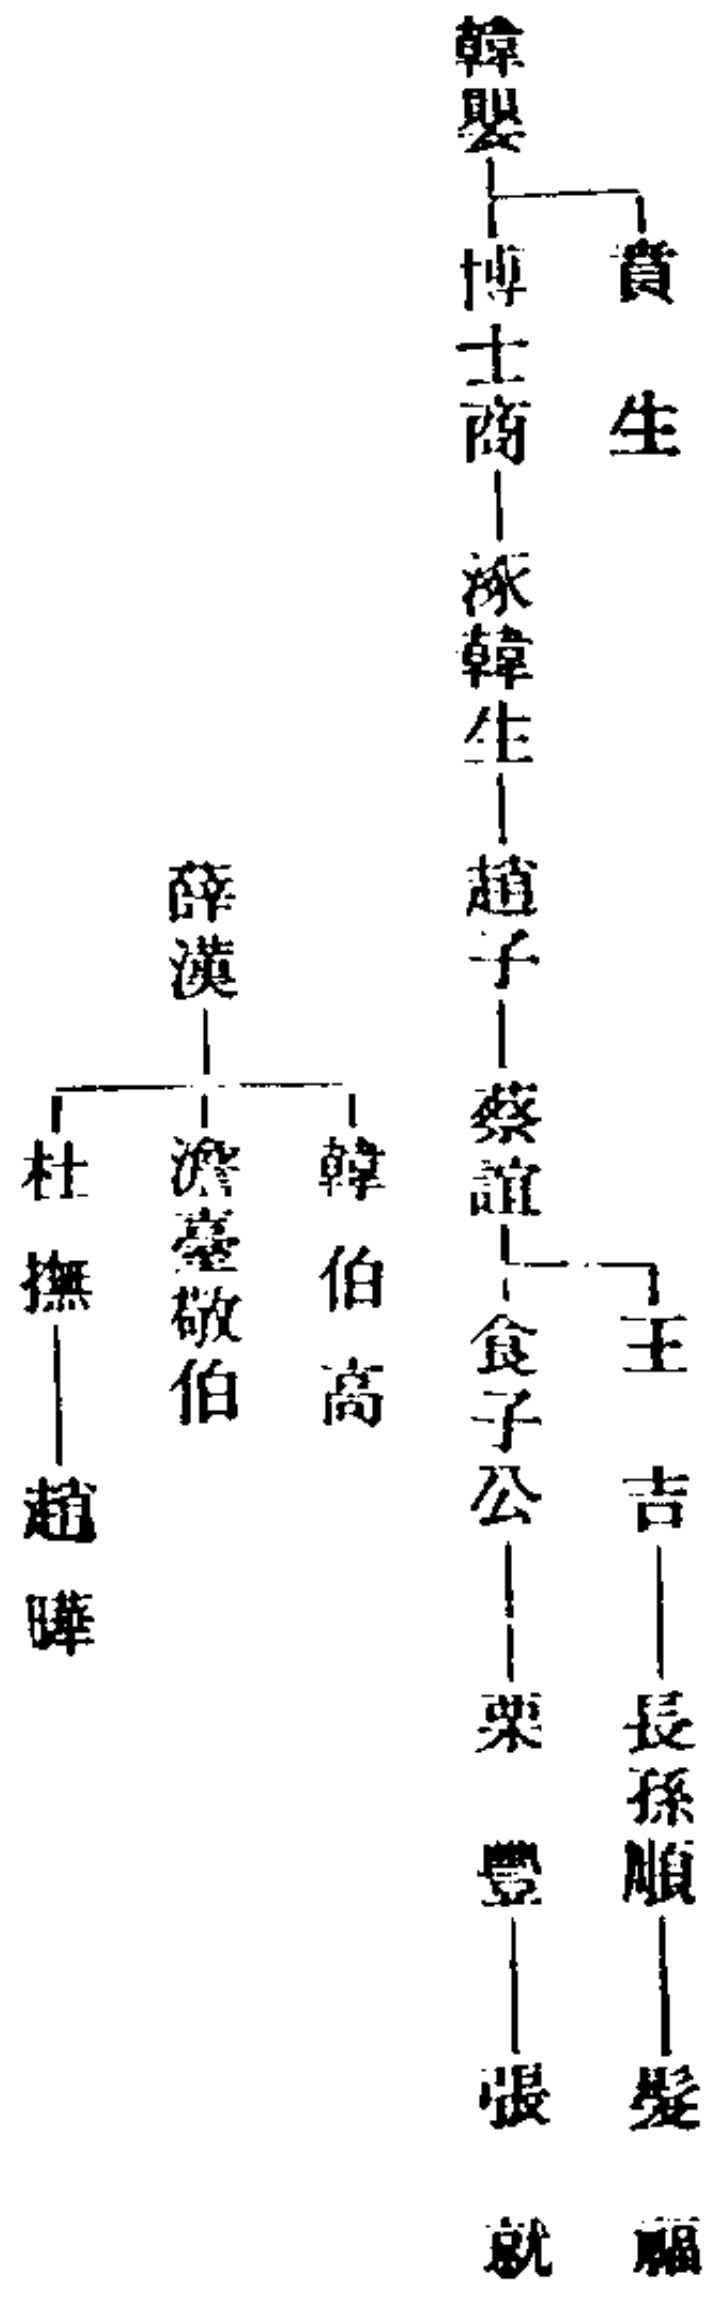 韓嬰
賁生
博士商
涿韓生
趙子
蔡誼
王吉
長孫順
髮福
食子公
栗豐
張就
薛漢
韓伯高
澹臺敬伯
杜撫
趙曄